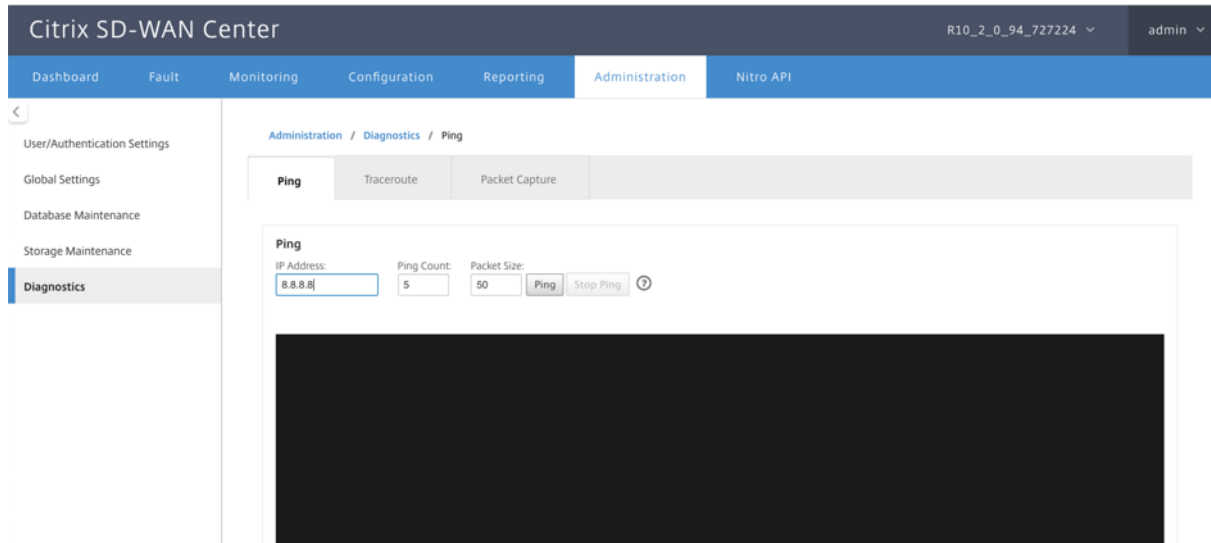 Citrix SD-WAN Center R10_2_0_94_727224 admin
Dashboard Fault Monitoring Configuration Reporting Administration Nitro API
Administration / Diagnostics / Ping
User/Authentication Settings
Global Settings
Database Maintenance
Storage Maintenance
Diagnostics
Ping Traceroute Packet Capture
Ping
IP Address: Ping Count: Packet Size:
8.8.8.8 5 50 Ping Stop Ping ?